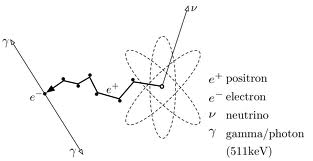 ν
γ
e⁺
e⁻
γ
e⁺ positron
e⁻ electron
ν neutrino
γ gamma/photon
(511keV)